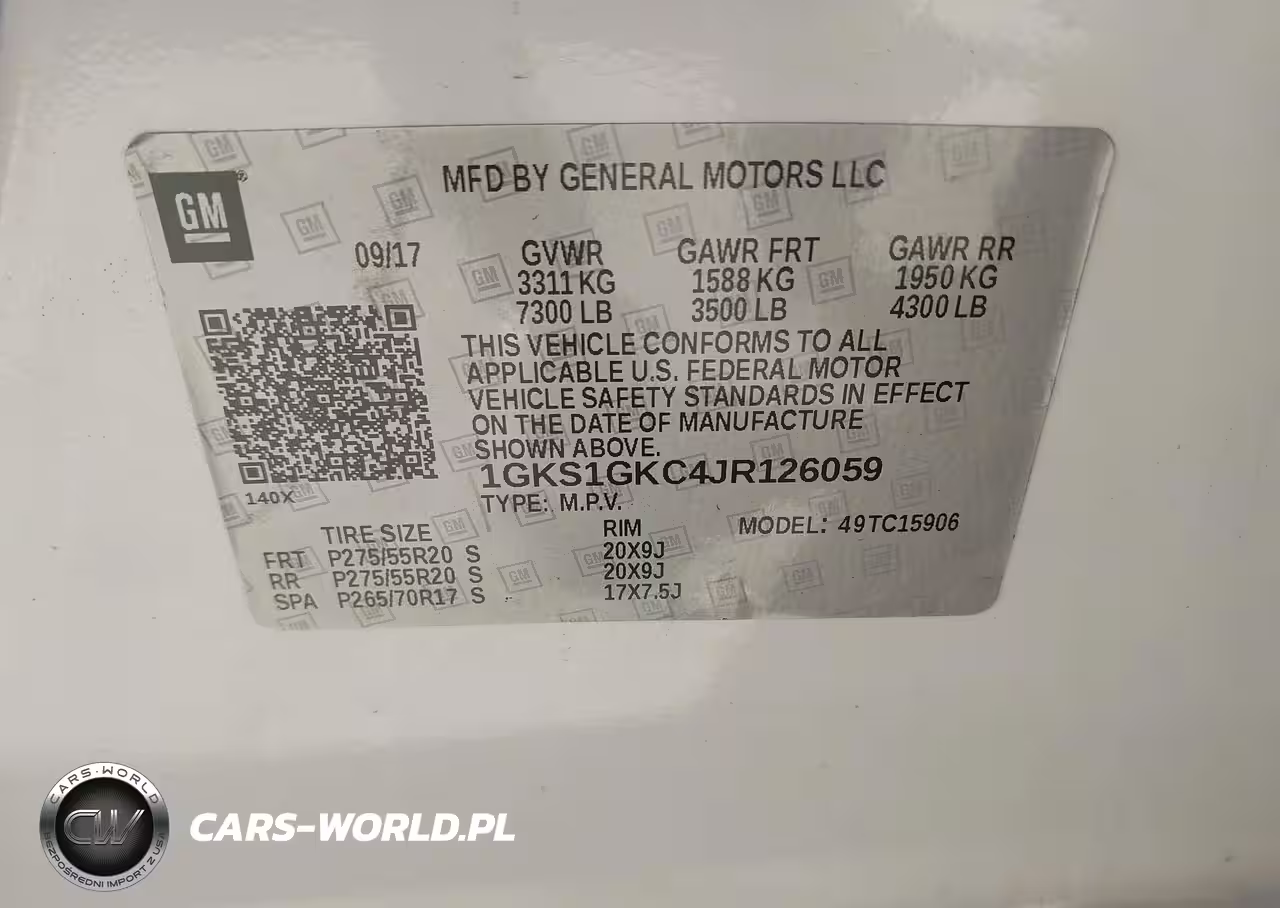 MFD BY GENERAL MOTORS LLC
GM®
09/17 GVWR GAWR FRT GAWR RR
3311 KG 1588 KG 1950 KG
7300 LB 3500 LB 4300 LB
THIS VEHICLE CONFORMS TO ALL
APPLICABLE U.S. FEDERAL MOTOR
VEHICLE SAFETY STANDARDS IN EFFECT
ON THE DATE OF MANUFACTURE
SHOWN ABOVE.
1GKS1GKC4JR126059
140X
TYPE: M.P.V.
TIRE SIZE RIM MODEL: 49TC15906
FRT P275/55R20 S 20X9J
RR P275/55R20 S 20X9J
SPA P265/70R17 S 17X7.5J
CARS-WORLD
CW
BEZPOŚREDNI IMPORT Z USA
CARS-WORLD.PL